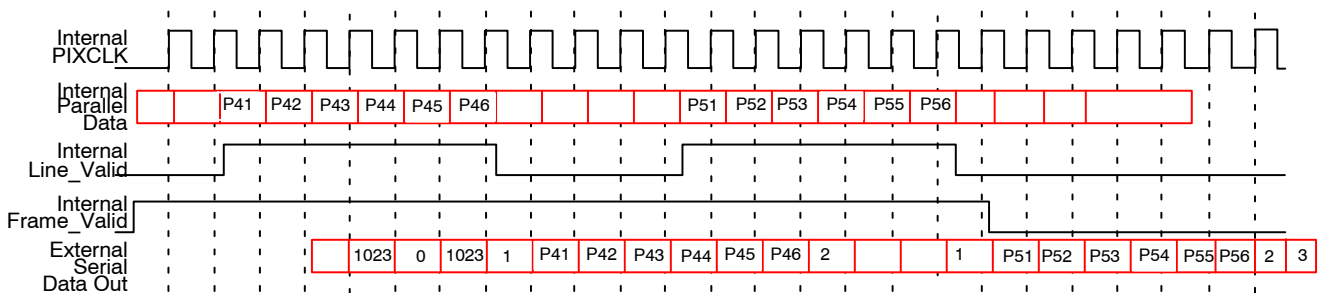 Internal
PIXCLK
Internal
Parallel
Data
P41 P42 P43 P44 P45 P46 P51 P52 P53 P54 P55 P56
Internal
Line_Valid
Internal
Frame_Valid
External
Serial
Data Out
1023 0 1023 1 P41 P42 P43 P44 P45 P46 2 1 P51 P52 P53 P54 P55 P56 2 3